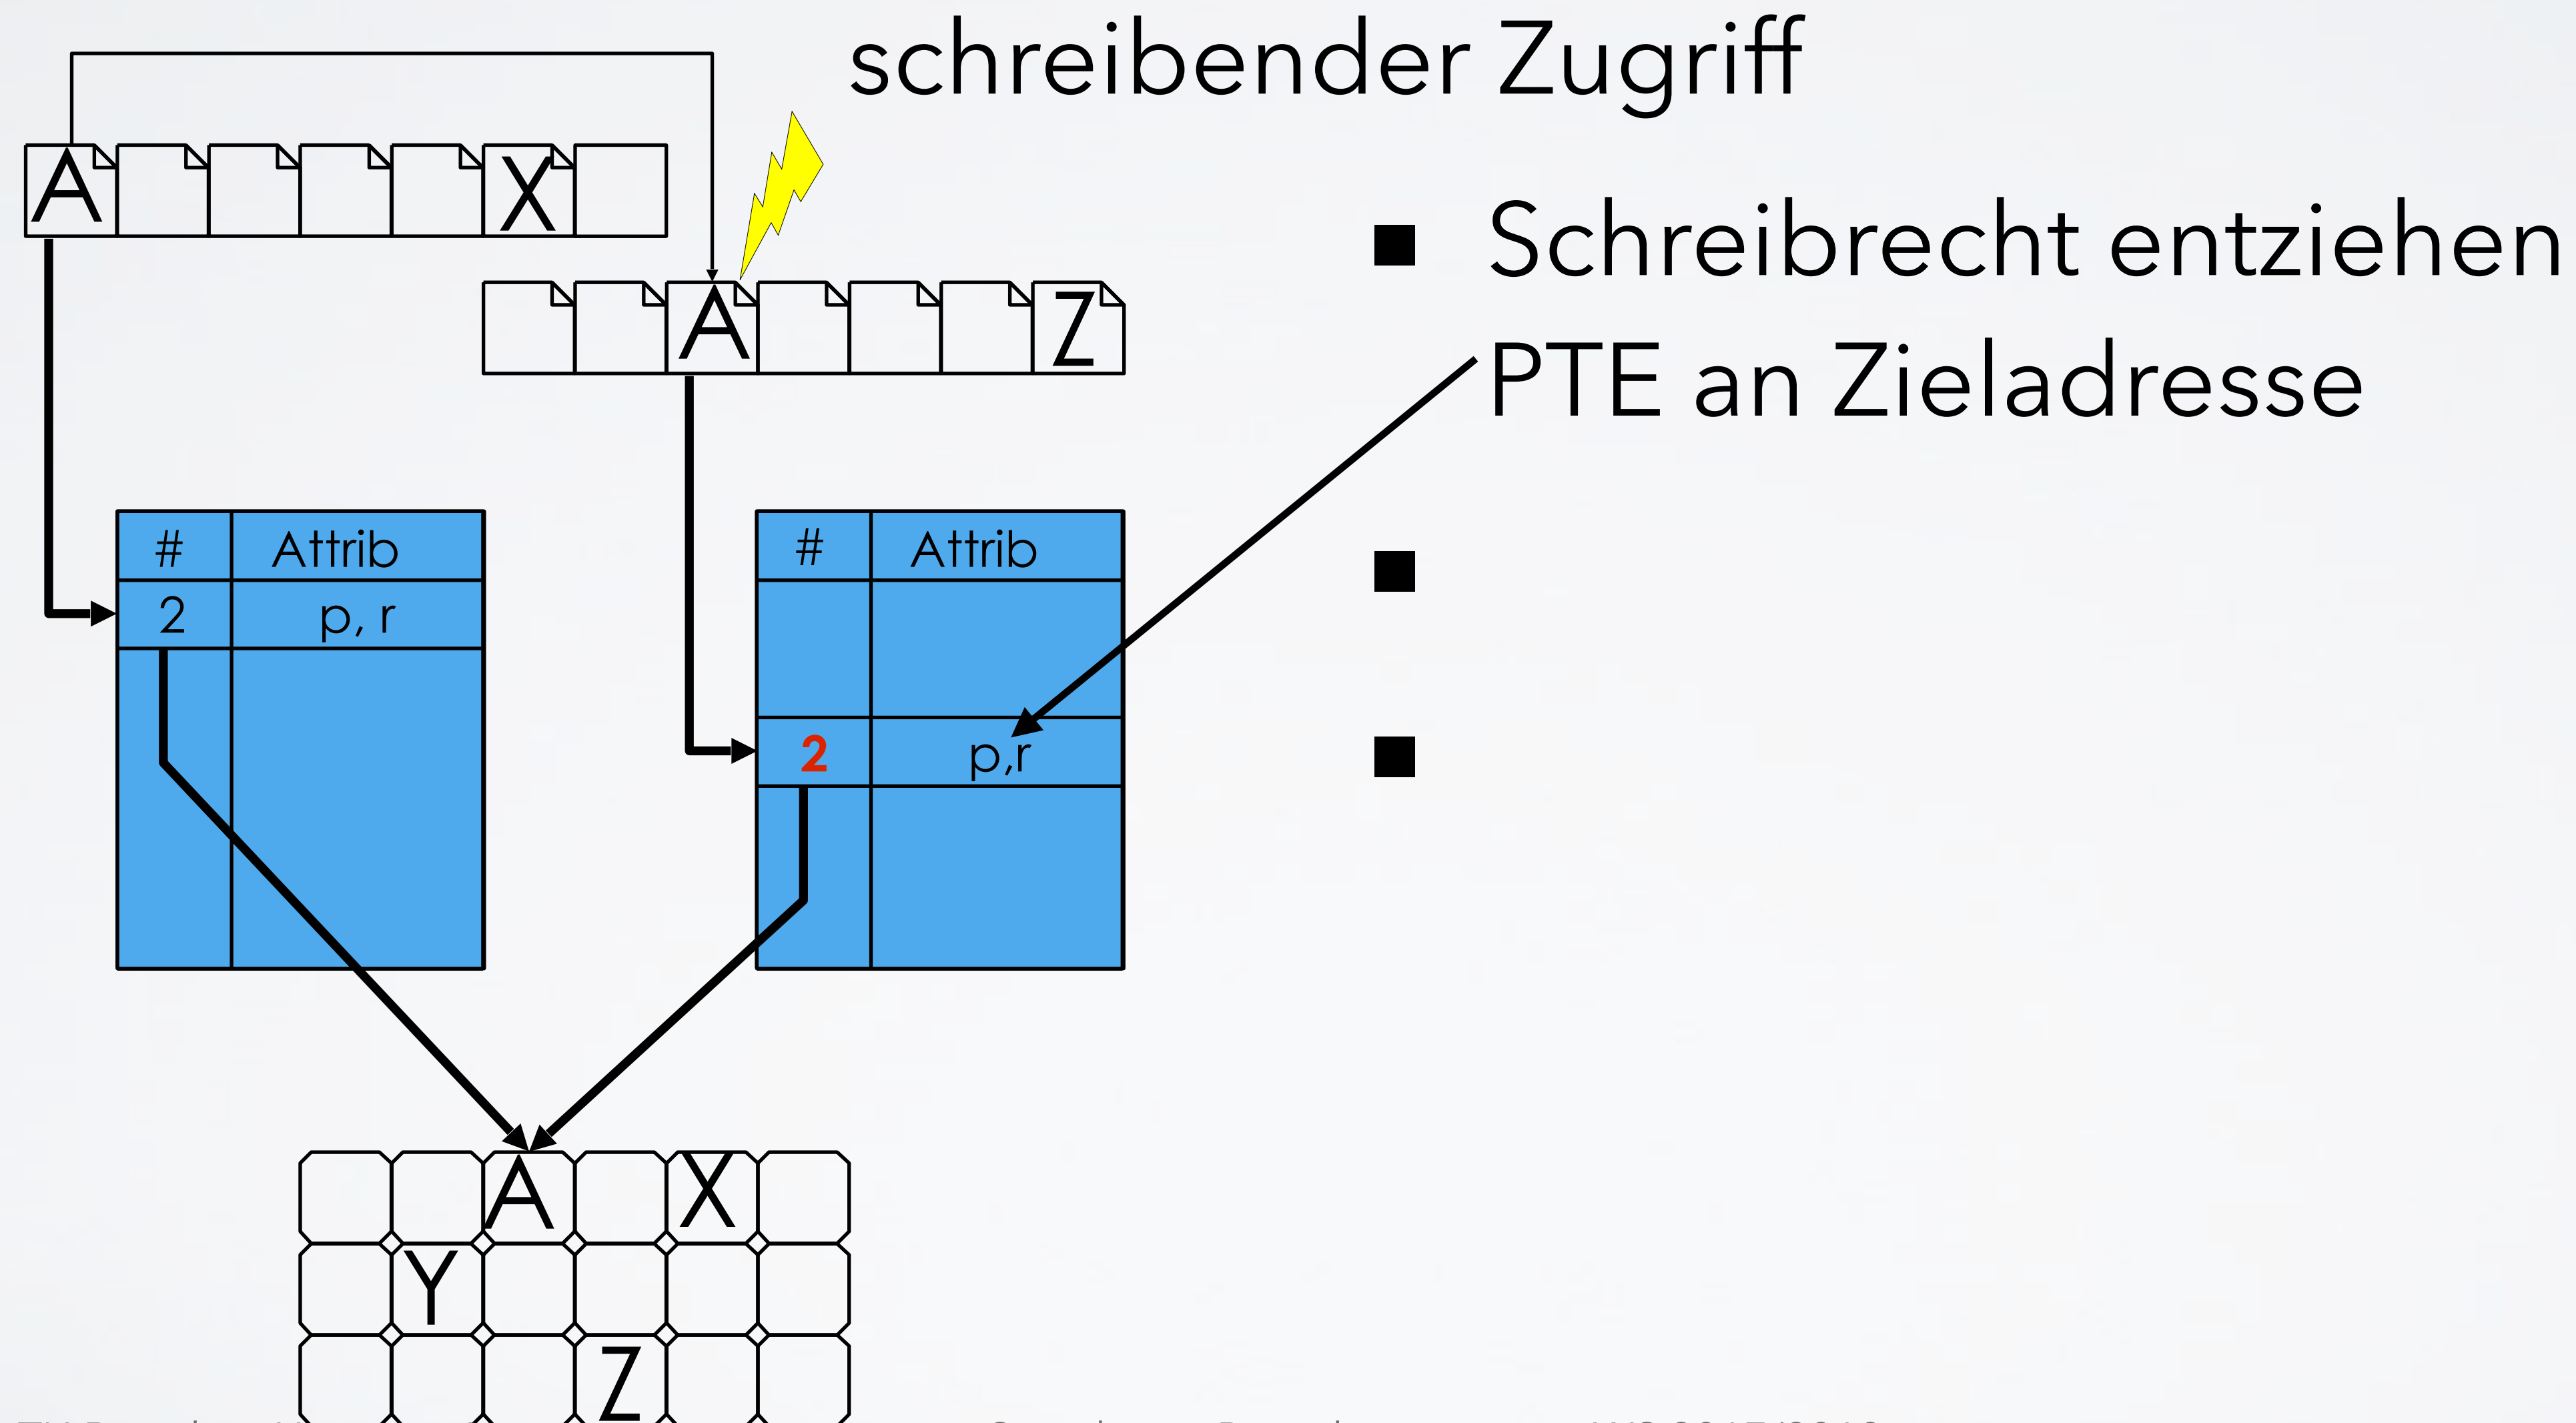 schreibender Zugriff
A X
A Z
■ Schreibrecht entziehen
PTE an Zieladresse
■
■
# Attrib
2 p, r
# Attrib
2 p,r
A X
Y
Z